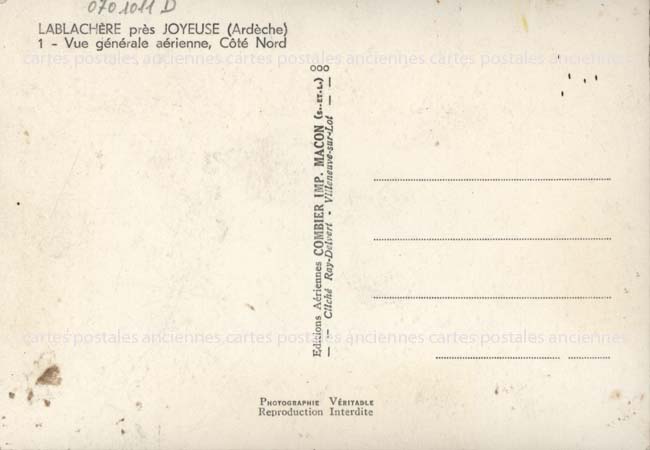 0701011 D
LABLACHÈRE près JOYEUSE (Ardèche)
1 - Vue générale aérienne, Côté Nord
cartes postales anciennes cartes postales anciennes cartes postales anciennes
Editions Aériennes COMBIER IMP. MACON (S.-ET-L.) ooo
— — Cliché Ray-Delvert - Villeneuve-sur-Lot — —
cartes postales anciennes cartes postales anciennes cartes postales anciennes
PHOTOGRAPHIE VÉRITABLE
Reproduction Interdite